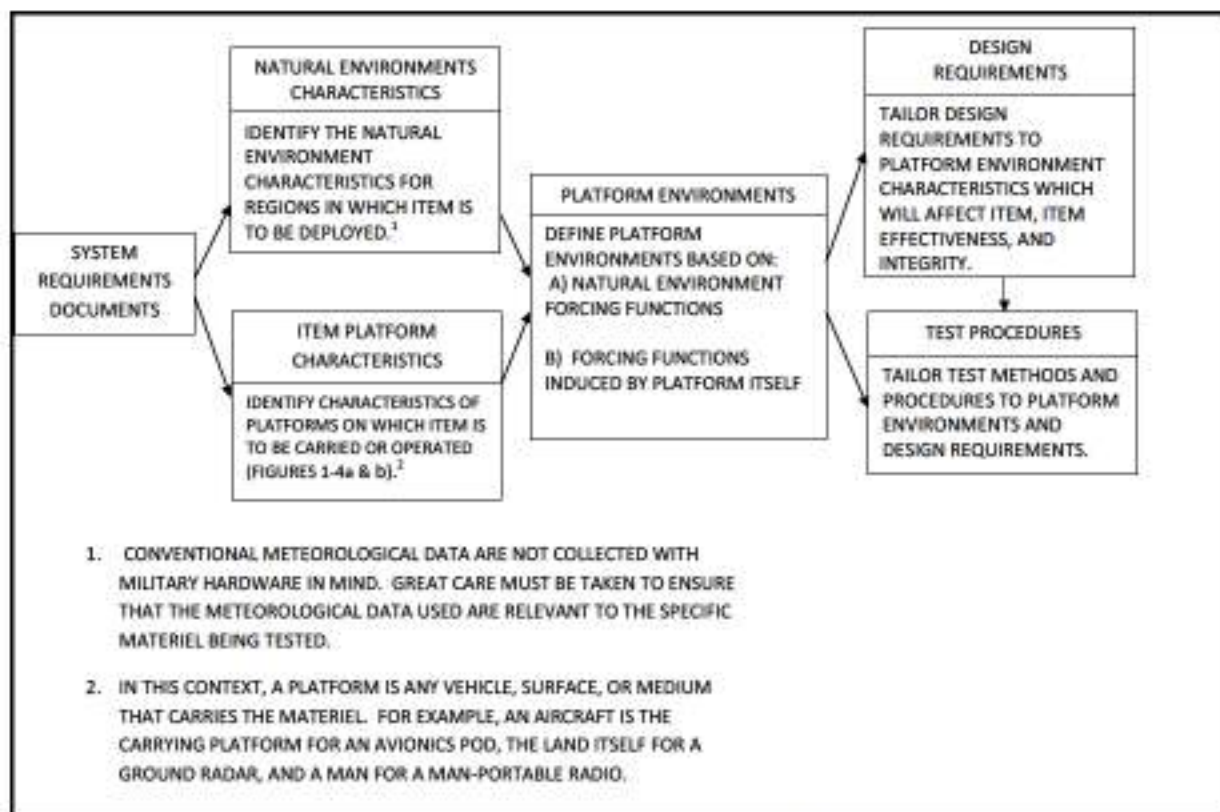 SYSTEM
REQUIREMENTS
DOCUMENTS
NATURAL ENVIRONMENTS
CHARACTERISTICS
IDENTIFY THE NATURAL
ENVIRONMENT
CHARACTERISTICS FOR
REGIONS IN WHICH ITEM IS
TO BE DEPLOYED.1
ITEM PLATFORM
CHARACTERISTICS
IDENTIFY CHARACTERISTICS OF
PLATFORMS ON WHICH ITEM IS
TO BE CARRIED OR OPERATED
(FIGURES 1-4a & b).2
PLATFORM ENVIRONMENTS
DEFINE PLATFORM
ENVIRONMENTS BASED ON:
A) NATURAL ENVIRONMENT
FORCING FUNCTIONS
B) FORCING FUNCTIONS
INDUCED BY PLATFORM ITSELF
DESIGN
REQUIREMENTS
TAILOR DESIGN
REQUIREMENTS TO
PLATFORM ENVIRONMENT
CHARACTERISTICS WHICH
WILL AFFECT ITEM, ITEM
EFFECTIVENESS, AND
INTEGRITY.
TEST PROCEDURES
TAILOR TEST METHODS AND
PROCEDURES TO PLATFORM
ENVIRONMENTS AND
DESIGN REQUIREMENTS.
1. CONVENTIONAL METEOROLOGICAL DATA ARE NOT COLLECTED WITH
MILITARY HARDWARE IN MIND. GREAT CARE MUST BE TAKEN TO ENSURE
THAT THE METEOROLOGICAL DATA USED ARE RELEVANT TO THE SPECIFIC
MATERIEL BEING TESTED.
2. IN THIS CONTEXT, A PLATFORM IS ANY VEHICLE, SURFACE, OR MEDIUM
THAT CARRIES THE MATERIEL. FOR EXAMPLE, AN AIRCRAFT IS THE
CARRYING PLATFORM FOR AN AVIONICS POD, THE LAND ITSELF FOR A
GROUND RADAR, AND A MAN FOR A MAN-PORTABLE RADIO.